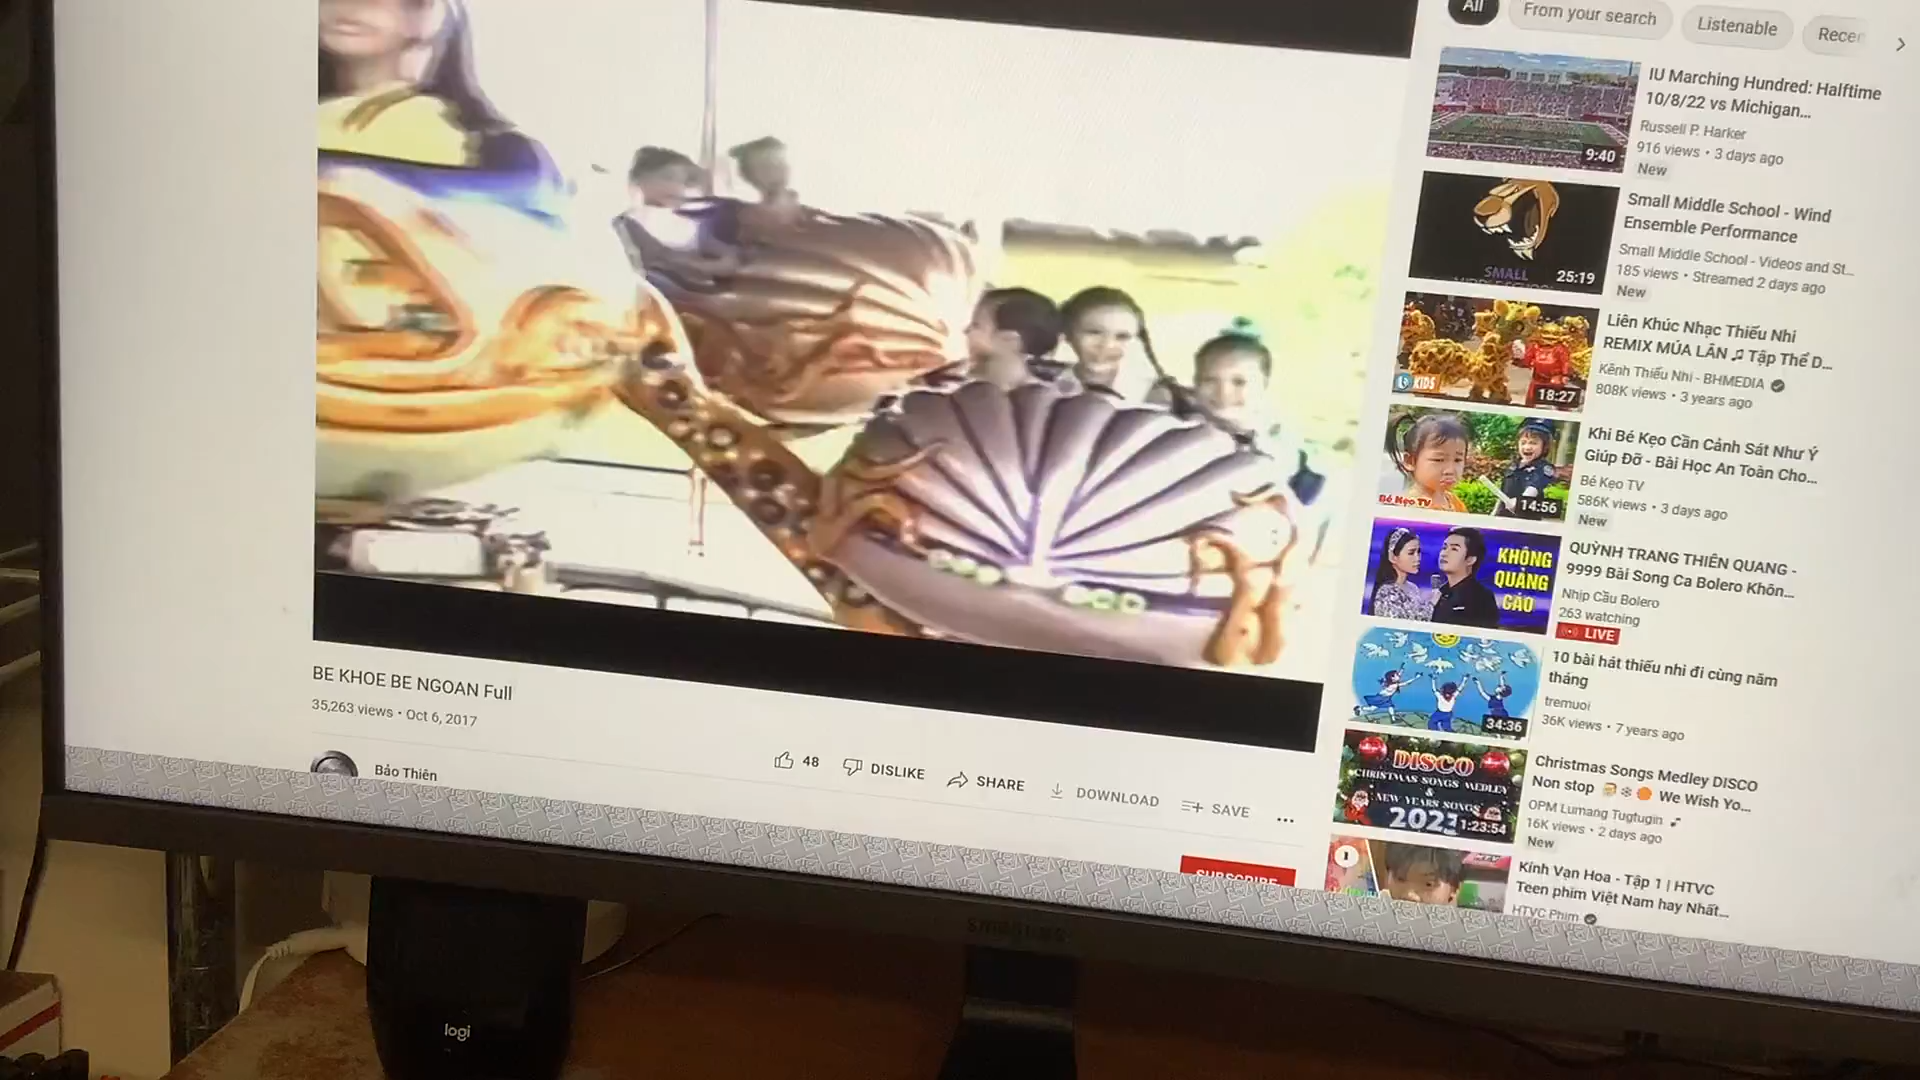 All
From your search
Listenable
IU Marching Hundred: Halftime
10/8/22 vs Michigan...
Russell P. Harker
916 views • 3 days ago
New
9:40
Small Middle School - Wind
Ensemble Performance
Small Middle School - Videos and St...
185 views • Streamed 2 days ago
New
SMALL
25:19
Liên Khúc Nhạc Thiếu Nhi
REMIX MÚA LÂN ♫ Tập Thể D...
Kênh Thiếu Nhi - BHMEDIA
808K views • 3 years ago
KIDS
18:27
Khi Bé Kẹo Cần Cảnh Sát Như Ý
Giúp Đỡ - Bài Học An Toàn Cho...
Bé Kẹo TV
586K views • 3 days ago
New
Bé Kẹo TV
14:56
QUỲNH TRANG THIÊN QUANG -
9999 Bài Song Ca Bolero Khôn...
Nhịp Cầu Bolero
263 watching
LIVE
KHÔNG
QUẢNG
CÁO
10 bài hát thiếu nhi đi cùng năm
tháng
tremuoi
36K views • 7 years ago
34:36
Christmas Songs Medley DISCO
Non stop We Wish Yo...
OPM Lumang Tugtugin
16K views • 2 days ago
New
DISCO
CHRISTMAS SONGS MEDLEY
&
NEW YEARS SONGS
1:23:54
Kính Vạn Hoa - Tập 1 | HTVC
Teen phim Việt Nam hay Nhất...
HTVC Phim
BE KHOE BE NGOAN Full
35,263 views • Oct 6, 2017
48
DISLIKE
SHARE
DOWNLOAD
SAVE
Bảo Thiên
SUBSCRIBE
logi